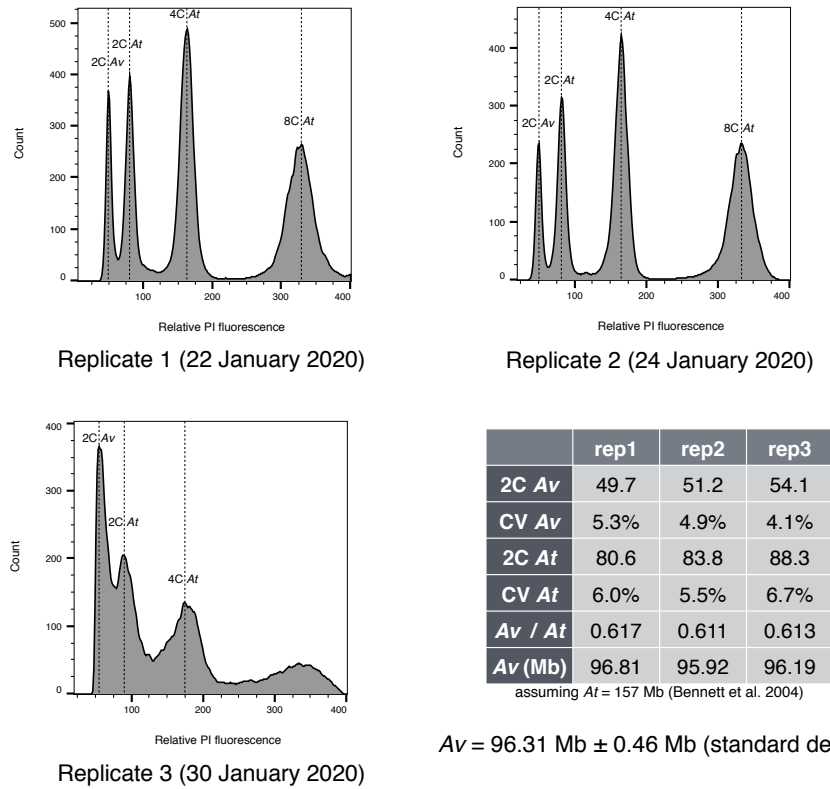 500
400
300
200
100
0
Count
2C Av
2C At
4C At
8C At
100
200
300
400
Relative PI fluorescence
Replicate 1 (22 January 2020)
400
300
200
100
0
Count
2C Av
2C At
4C At
8C At
100
200
300
400
Relative PI fluorescence
Replicate 2 (24 January 2020)
400
300
200
100
0
Count
2C Av
2C At
4C At
100
200
300
400
Relative PI fluorescence
Replicate 3 (30 January 2020)
rep1 rep2 rep3
2C Av 49.7 51.2 54.1
CV Av 5.3% 4.9% 4.1%
2C At 80.6 83.8 88.3
CV At 6.0% 5.5% 6.7%
Av / At 0.617 0.611 0.613
Av (Mb) 96.81 95.92 96.19
assuming At = 157 Mb (Bennett et al. 2004)
Av = 96.31 Mb ± 0.46 Mb (standard de